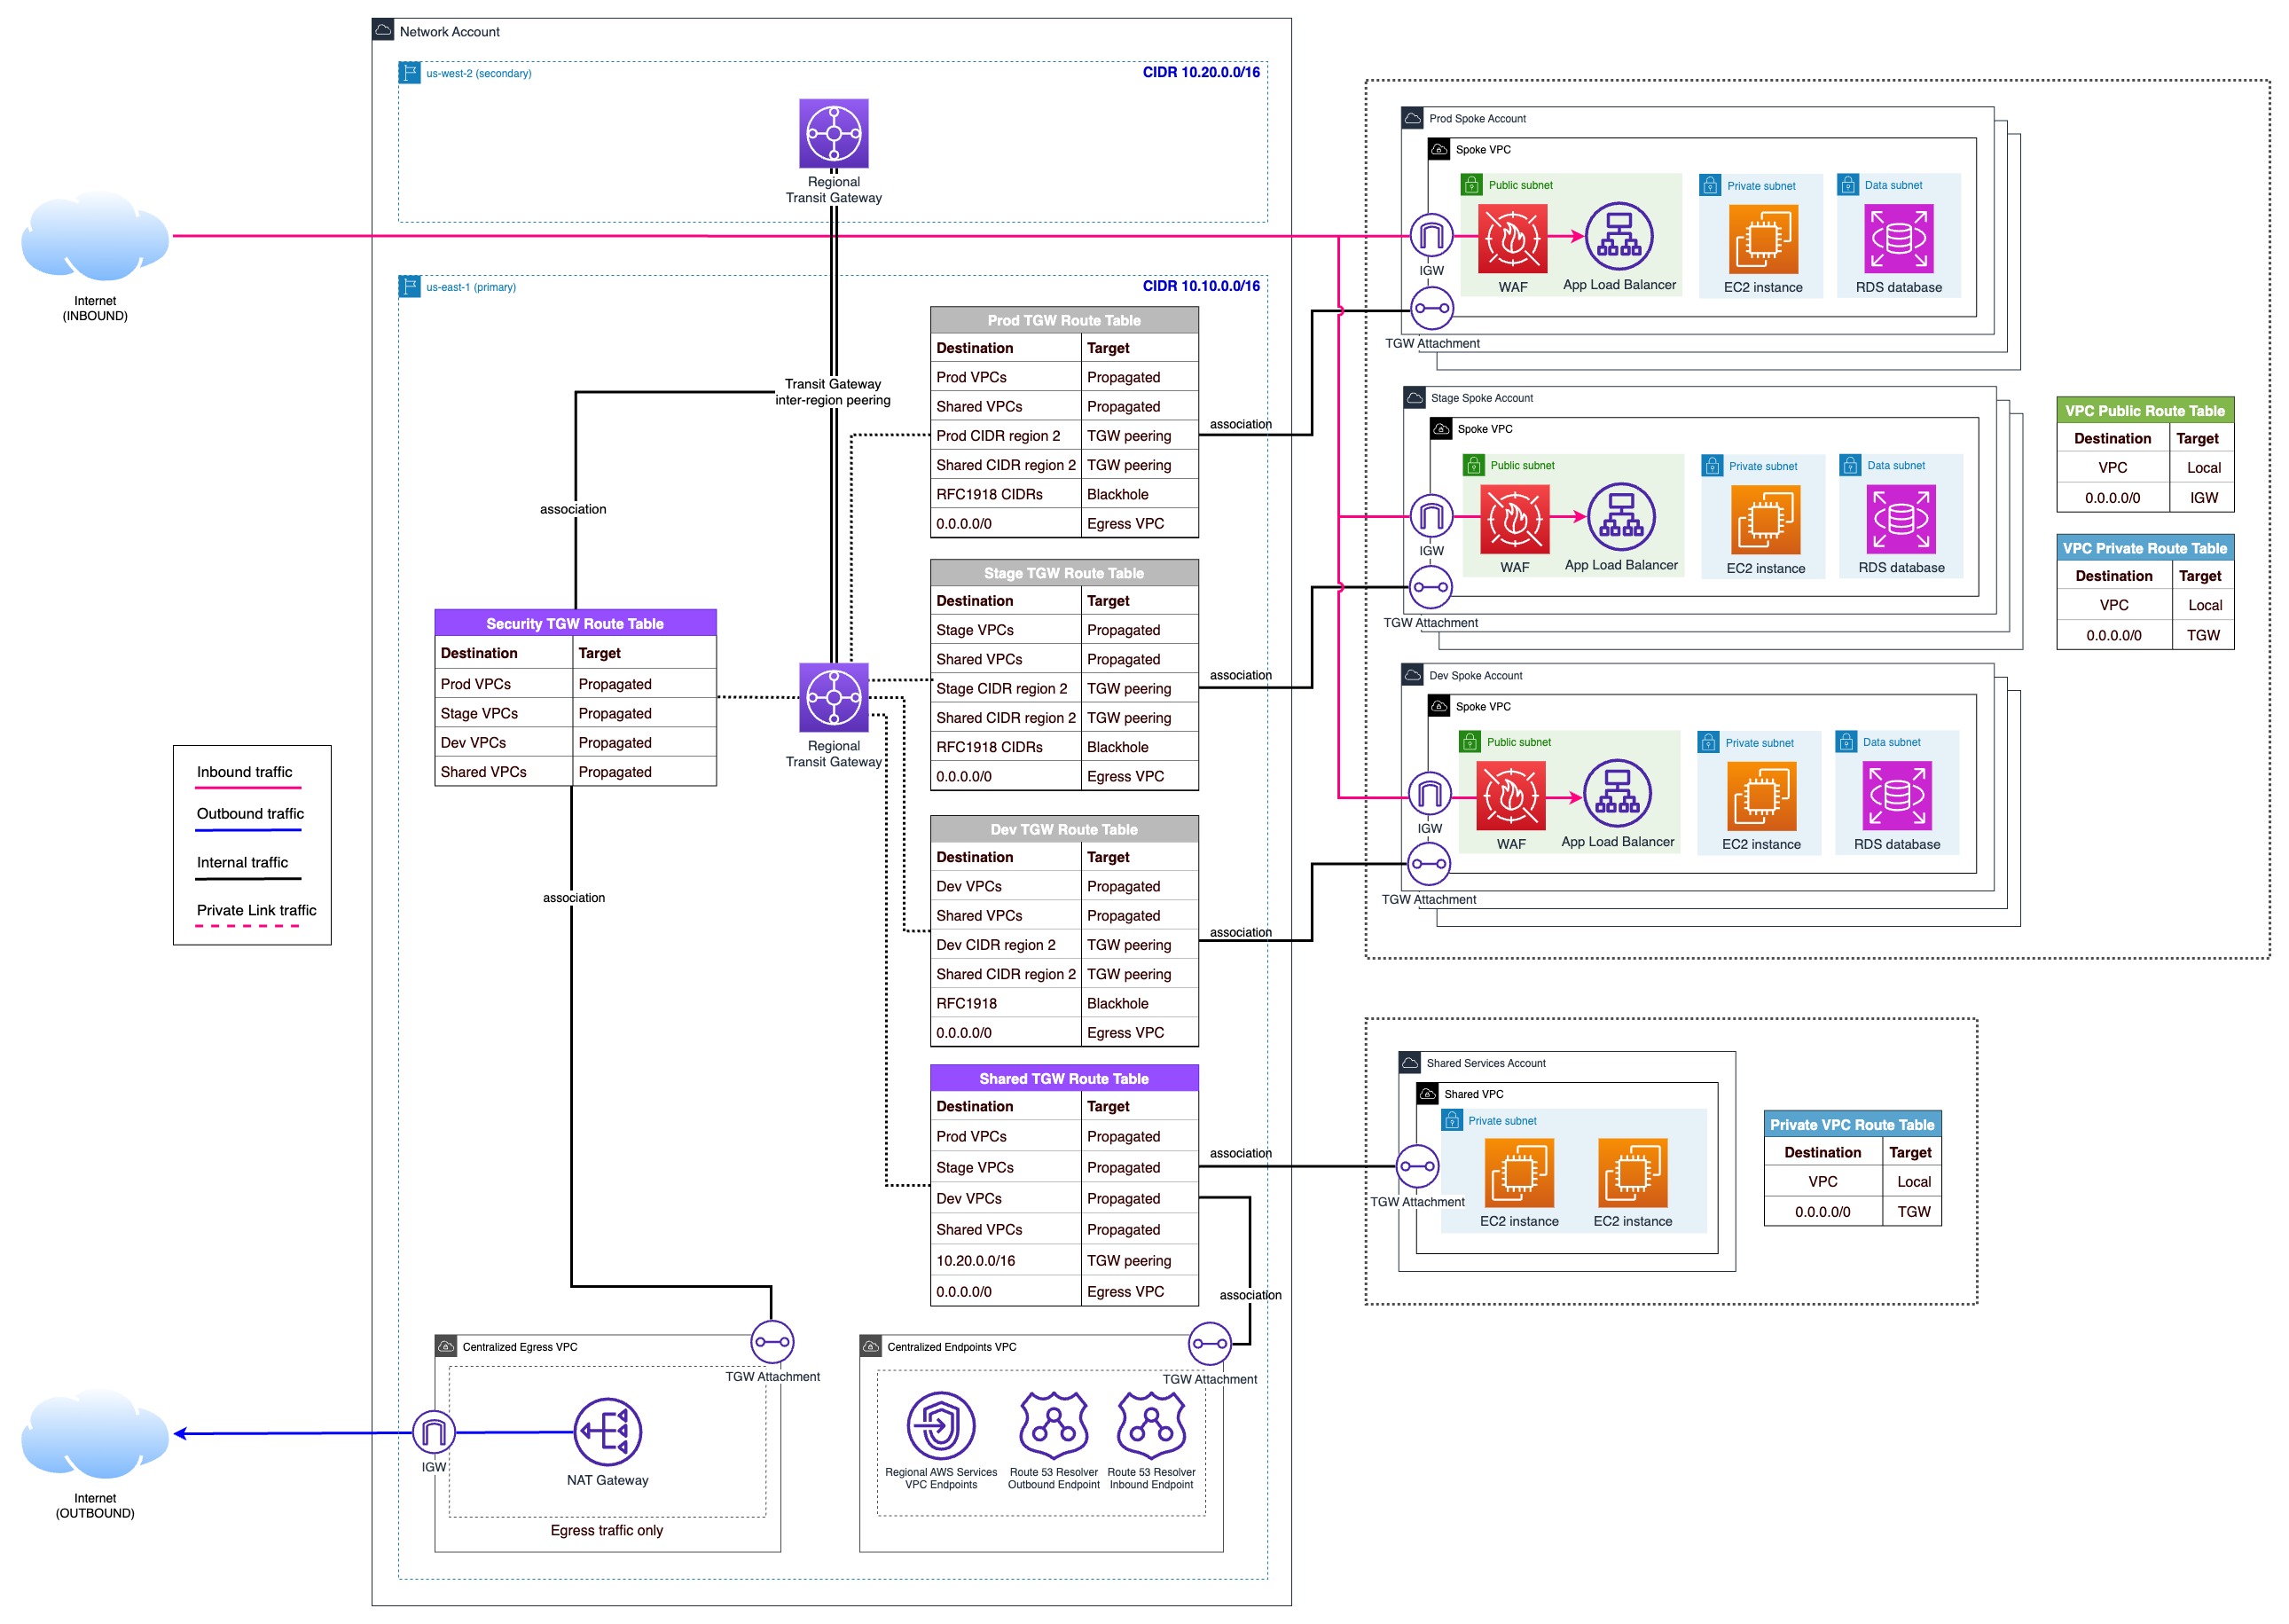 Network Account
us-west-2 (secondary)
CIDR 10.20.0.0/16
Regional
Transit Gateway
Internet
(INBOUND)
us-east-1 (primary)
CIDR 10.10.0.0/16
Transit Gateway
inter-region peering
association
Prod TGW Route Table
Destination Target
Prod VPCs Propagated
Shared VPCs Propagated
Prod CIDR region 2 TGW peering
Shared CIDR region 2 TGW peering
RFC1918 CIDRs Blackhole
0.0.0.0/0 Egress VPC
association
Stage TGW Route Table
Destination Target
Stage VPCs Propagated
Shared VPCs Propagated
Stage CIDR region 2 TGW peering
Shared CIDR region 2 TGW peering
RFC1918 CIDRs Blackhole
0.0.0.0/0 Egress VPC
association
Security TGW Route Table
Destination Target
Prod VPCs Propagated
Stage VPCs Propagated
Dev VPCs Propagated
Shared VPCs Propagated
Regional
Transit Gateway
association
Dev TGW Route Table
Destination Target
Dev VPCs Propagated
Shared VPCs Propagated
Dev CIDR region 2 TGW peering
Shared CIDR region 2 TGW peering
RFC1918 Blackhole
0.0.0.0/0 Egress VPC
association
Shared TGW Route Table
Destination Target
Prod VPCs Propagated
Stage VPCs Propagated
Dev VPCs Propagated
Shared VPCs Propagated
10.20.0.0/16 TGW peering
0.0.0.0/0 Egress VPC
association
association
Inbound traffic
Outbound traffic
Internal traffic
Private Link traffic
Centralized Egress VPC
TGW Attachment
IGW
NAT Gateway
Egress traffic only
Internet
(OUTBOUND)
Centralized Endpoints VPC
TGW Attachment
Regional AWS Services
VPC Endpoints
Route 53 Resolver
Outbound Endpoint
Route 53 Resolver
Inbound Endpoint
Prod Spoke Account
Spoke VPC
Public subnet
Private subnet
Data subnet
IGW
WAF
App Load Balancer
EC2 instance
RDS database
TGW Attachment
Stage Spoke Account
Spoke VPC
Public subnet
Private subnet
Data subnet
IGW
WAF
App Load Balancer
EC2 instance
RDS database
TGW Attachment
Dev Spoke Account
Spoke VPC
Public subnet
Private subnet
Data subnet
IGW
WAF
App Load Balancer
EC2 instance
RDS database
TGW Attachment
VPC Public Route Table
Destination Target
VPC Local
0.0.0.0/0 IGW
VPC Private Route Table
Destination Target
VPC Local
0.0.0.0/0 TGW
Shared Services Account
Shared VPC
Private subnet
TGW Attachment
EC2 instance
EC2 instance
Private VPC Route Table
Destination Target
VPC Local
0.0.0.0/0 TGW